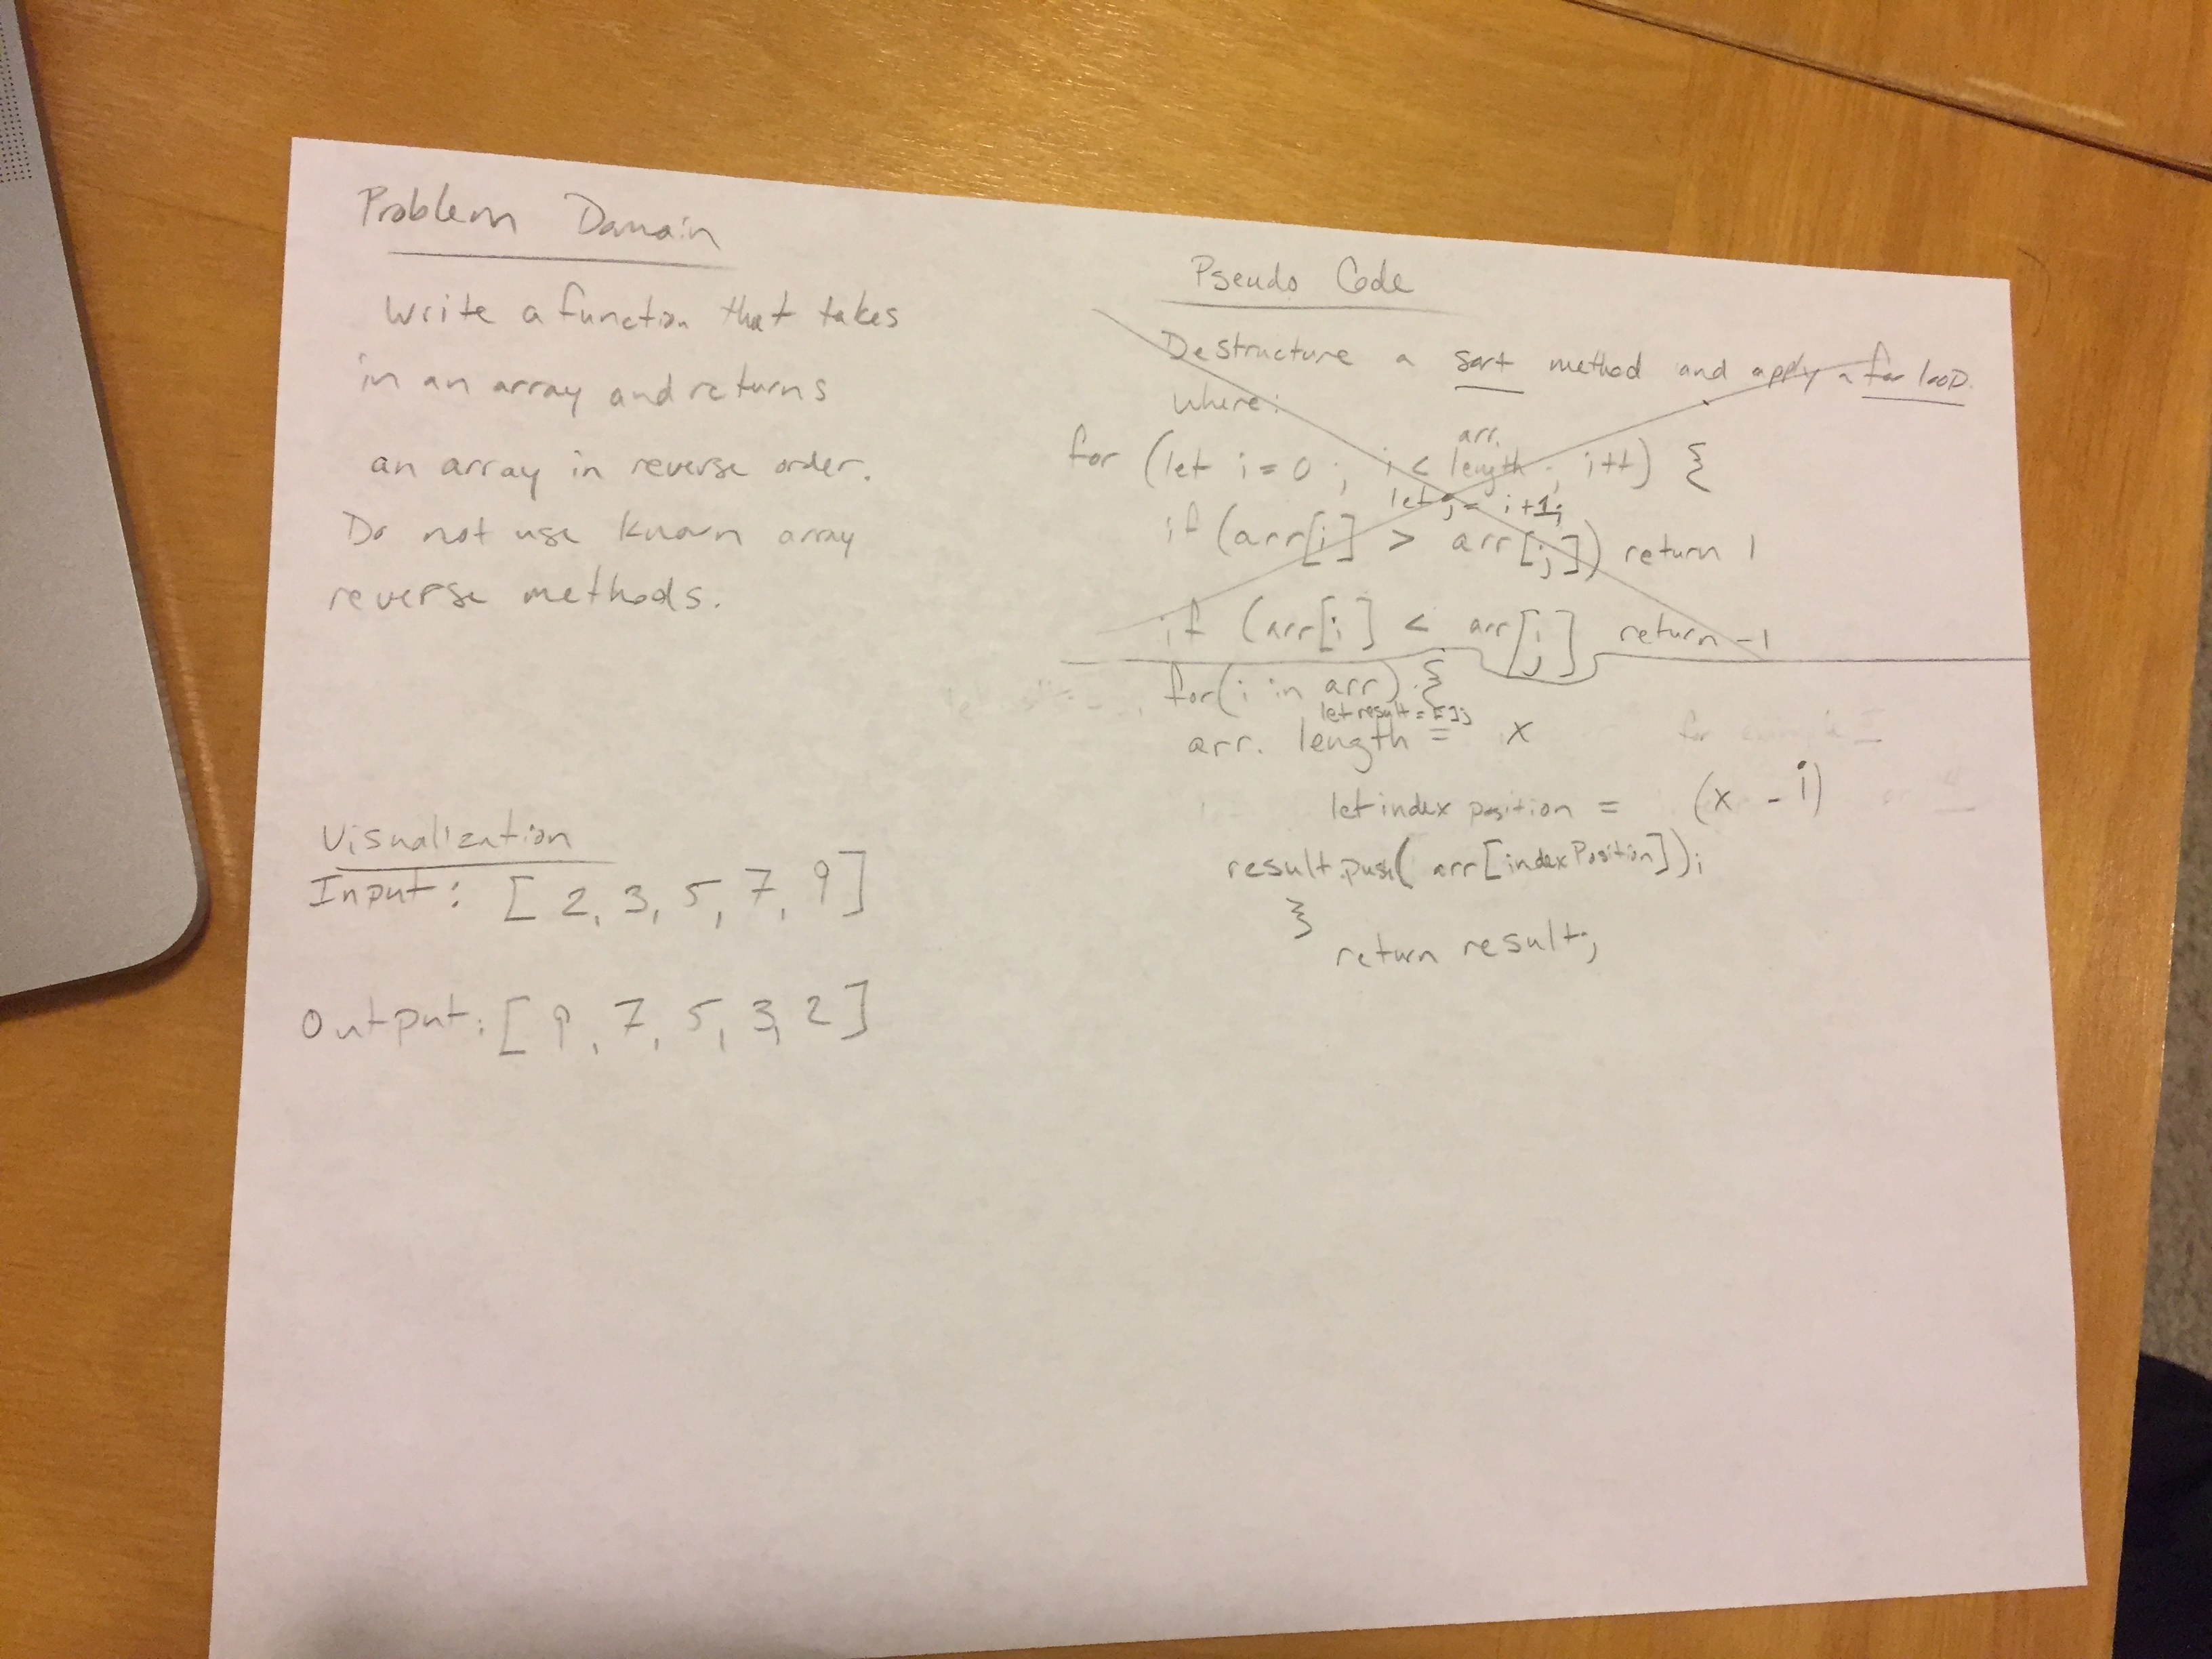 Problem Domain
Write a function that takes
in an array and returns
an array in reverse order.
Do not use known array
reverse methods.
Visualization
Input: [2, 3, 5, 7, 9]
Output: [9, 7, 5, 3, 2]
Pseudo Code
Destructure a sort method and apply a for loop.
where:
arr.
for (let i = 0 ; i < length ; i++) {
let j = i+1;
if (arr[i] > arr[j]) return 1
if (arr[i] < arr[j] return -1
for(i in arr) {
let result = [];
arr. length = x
let index position = (x - i)
result.push( arr[indexPosition]);
}
return result;